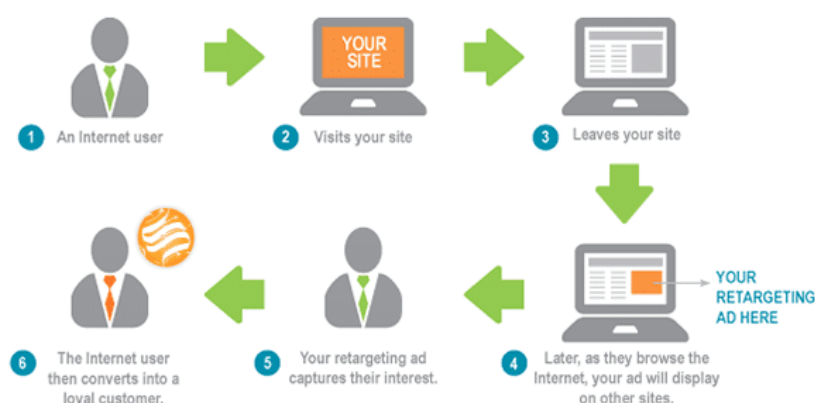 YOUR
SITE
1 An Internet user
2 Visits your site
3 Leaves your site
YOUR
RETARGETING
AD HERE
4 Later, as they browse the
Internet, your ad will display
on other sites.
5 Your retargeting ad
captures their interest.
6 The Internet user
then converts into a
loyal customer.